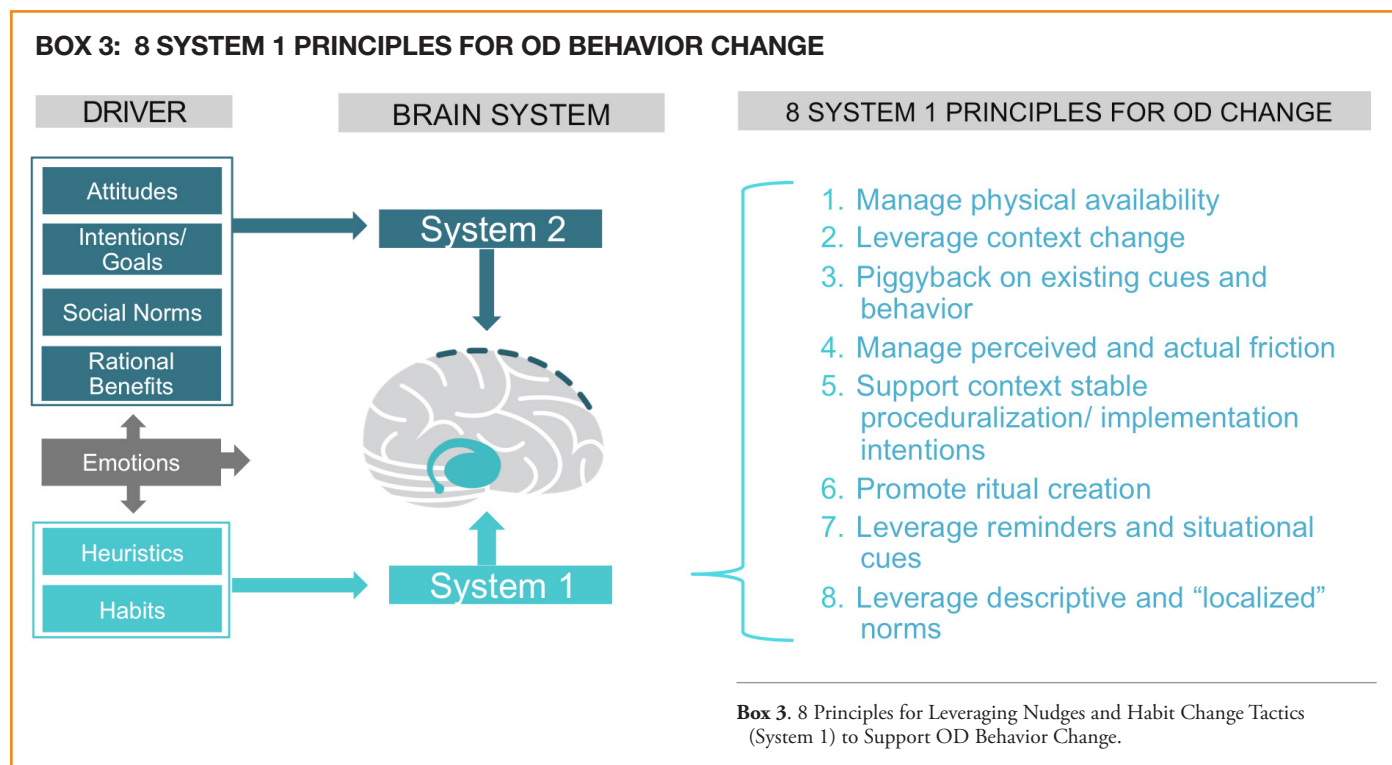 BOX 3: 8 SYSTEM 1 PRINCIPLES FOR OD BEHAVIOR CHANGE
DRIVER
Attitudes
Intentions/
Goals
Social Norms
Rational
Benefits
Emotions
Heuristics
Habits
BRAIN SYSTEM
System 2
System 1
8 SYSTEM 1 PRINCIPLES FOR OD CHANGE
1. Manage physical availability
2. Leverage context change
3. Piggyback on existing cues and
behavior
4. Manage perceived and actual friction
5. Support context stable
proceduralization/ implementation
intentions
6. Promote ritual creation
7. Leverage reminders and situational
cues
8. Leverage descriptive and “localized”
norms
Box 3. 8 Principles for Leveraging Nudges and Habit Change Tactics
(System 1) to Support OD Behavior Change.